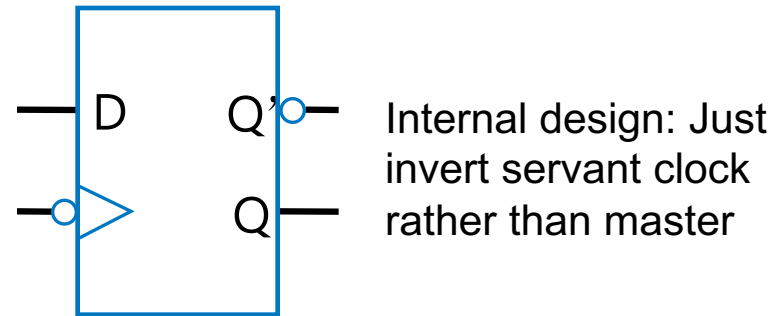 D
Q’
Q
Internal design: Just
invert servant clock
rather than master